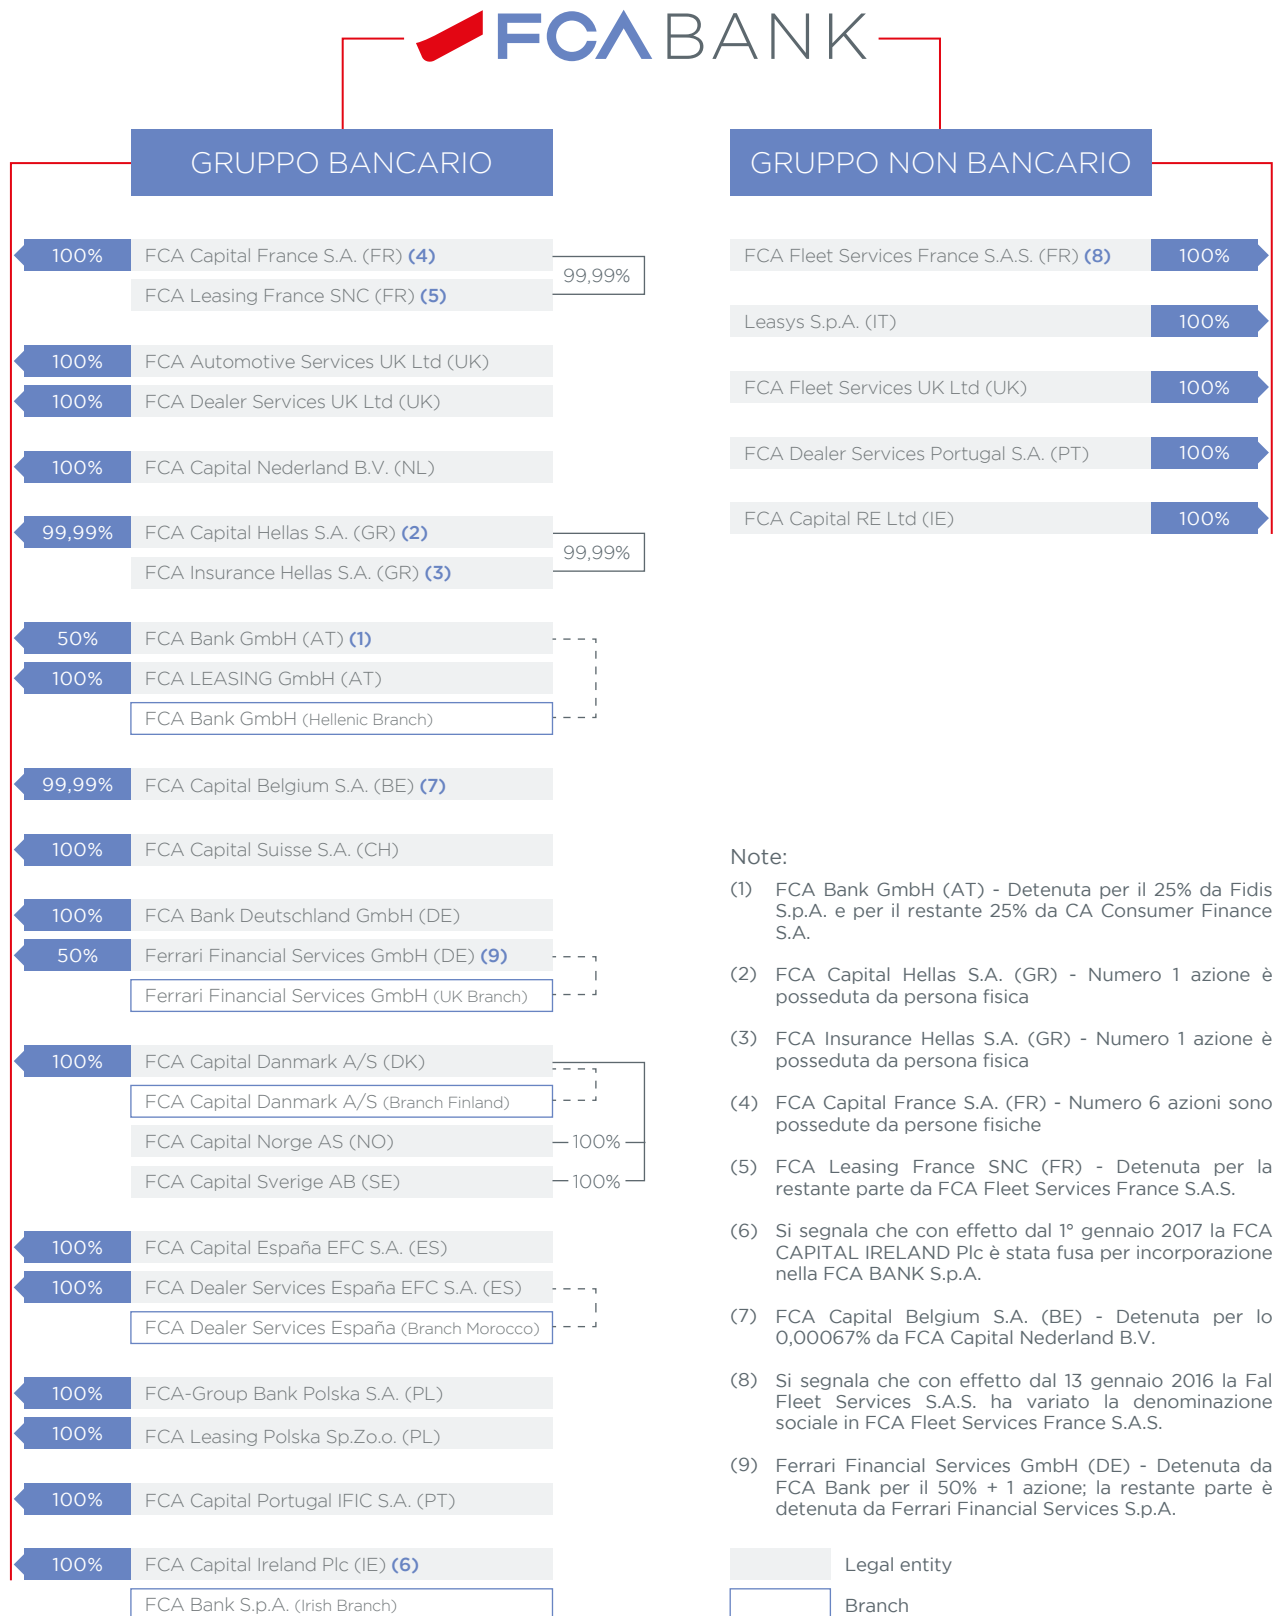 FCA BANK
GRUPPO BANCARIO
100% FCA Capital France S.A. (FR) (4)
99,99%
FCA Leasing France SNC (FR) (5)
100% FCA Automotive Services UK Ltd (UK)
100% FCA Dealer Services UK Ltd (UK)
100% FCA Capital Nederland B.V. (NL)
99,99% FCA Capital Hellas S.A. (GR) (2)
99,99%
FCA Insurance Hellas S.A. (GR) (3)
50% FCA Bank GmbH (AT) (1)
100% FCA LEASING GmbH (AT)
FCA Bank GmbH (Hellenic Branch)
99,99% FCA Capital Belgium S.A. (BE) (7)
100% FCA Capital Suisse S.A. (CH)
100% FCA Bank Deutschland GmbH (DE)
50% Ferrari Financial Services GmbH (DE) (9)
Ferrari Financial Services GmbH (UK Branch)
100% FCA Capital Danmark A/S (DK)
FCA Capital Danmark A/S (Branch Finland)
FCA Capital Norge AS (NO) 100%
FCA Capital Sverige AB (SE) 100%
100% FCA Capital España EFC S.A. (ES)
100% FCA Dealer Services España EFC S.A. (ES)
FCA Dealer Services España (Branch Morocco)
100% FCA-Group Bank Polska S.A. (PL)
100% FCA Leasing Polska Sp.Zo.o. (PL)
100% FCA Capital Portugal IFIC S.A. (PT)
100% FCA Capital Ireland Plc (IE) (6)
FCA Bank S.p.A. (Irish Branch)
GRUPPO NON BANCARIO
FCA Fleet Services France S.A.S. (FR) (8) 100%
Leasys S.p.A. (IT) 100%
FCA Fleet Services UK Ltd (UK) 100%
FCA Dealer Services Portugal S.A. (PT) 100%
FCA Capital RE Ltd (IE) 100%
Note:
(1) FCA Bank GmbH (AT) - Detenuta per il 25% da Fidis
S.p.A. e per il restante 25% da CA Consumer Finance
S.A.
(2) FCA Capital Hellas S.A. (GR) - Numero 1 azione è
posseduta da persona fisica
(3) FCA Insurance Hellas S.A. (GR) - Numero 1 azione è
posseduta da persona fisica
(4) FCA Capital France S.A. (FR) - Numero 6 azioni sono
possedute da persone fisiche
(5) FCA Leasing France SNC (FR) - Detenuta per la
restante parte da FCA Fleet Services France S.A.S.
(6) Si segnala che con effetto dal 1° gennaio 2017 la FCA
CAPITAL IRELAND Plc è stata fusa per incorporazione
nella FCA BANK S.p.A.
(7) FCA Capital Belgium S.A. (BE) - Detenuta per lo
0,00067% da FCA Capital Nederland B.V.
(8) Si segnala che con effetto dal 13 gennaio 2016 la Fal
Fleet Services S.A.S. ha variato la denominazione
sociale in FCA Fleet Services France S.A.S.
(9) Ferrari Financial Services GmbH (DE) - Detenuta da
FCA Bank per il 50% + 1 azione; la restante parte è
detenuta da Ferrari Financial Services S.p.A.
Legal entity
Branch